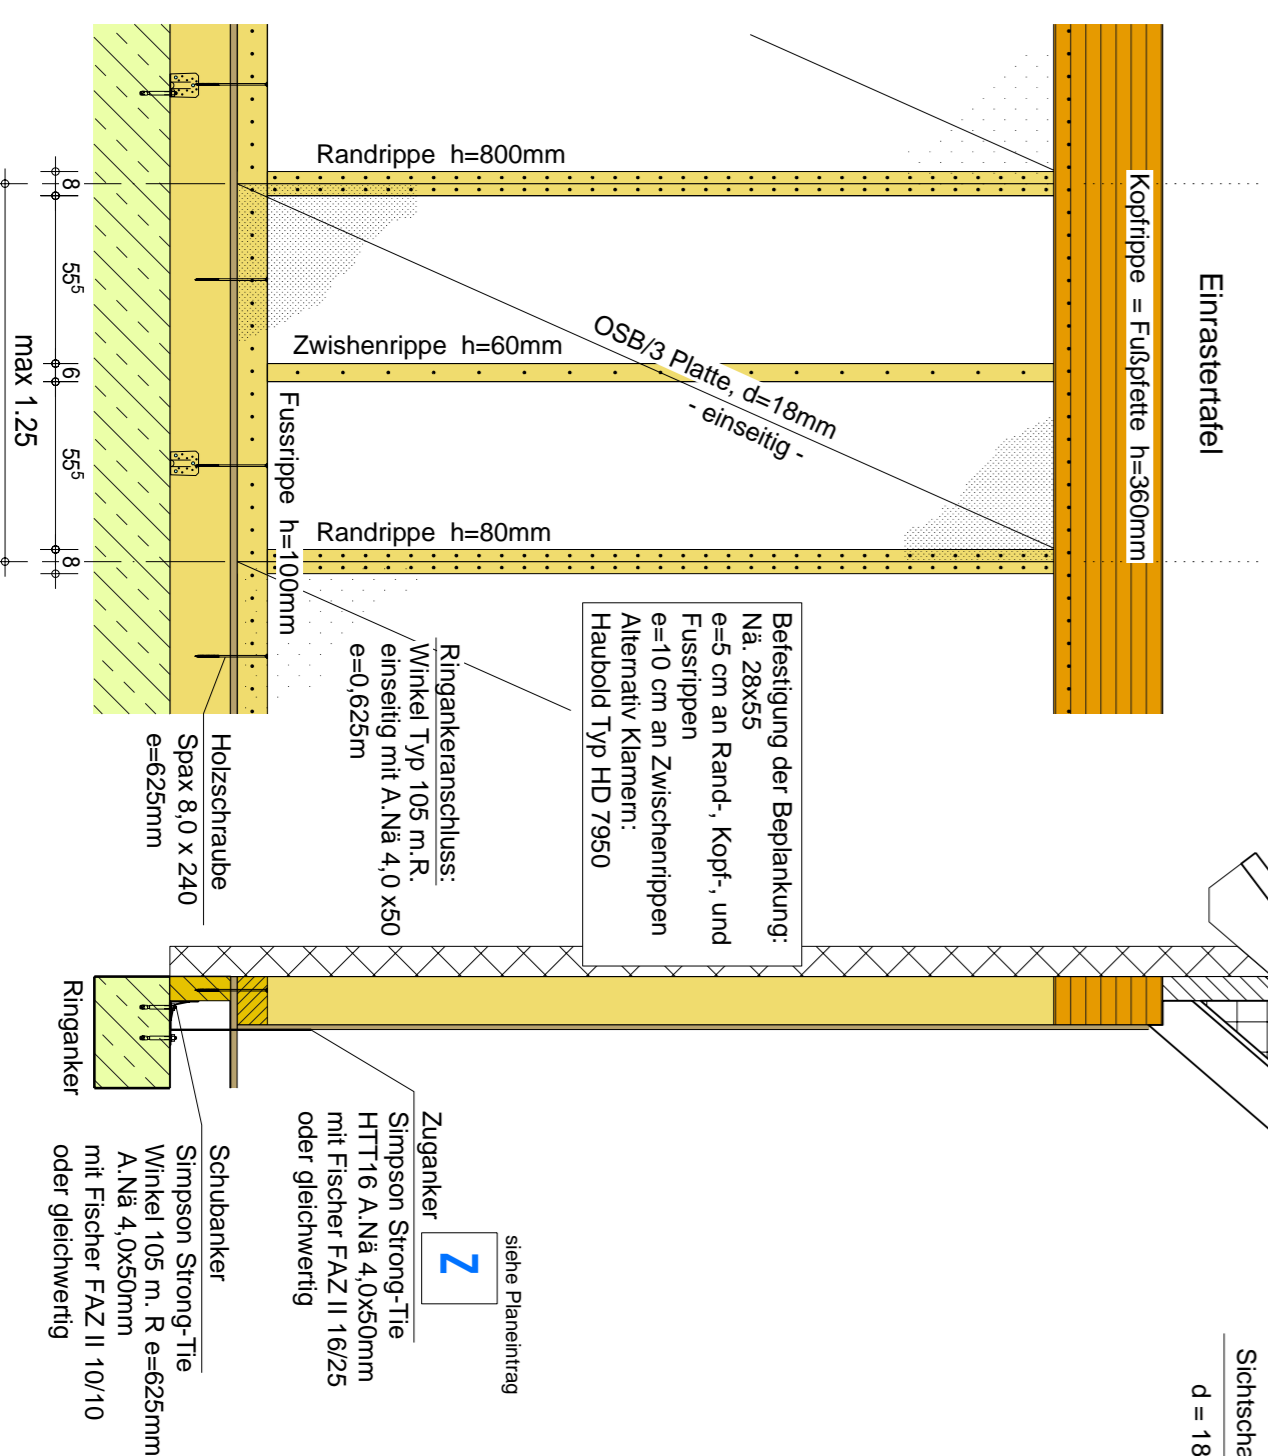 Einrastertafel
Kopfrippe = Fußpfette h=360mm
Randrippe h=800mm
Zwishenrippe h=60mm
OSB/3 Platte, d=18mm
- einseitig -
Randrippe h=80mm
Fussrippe h=100mm
8
55⁵
6
55⁵
8
max 1.25
Befestigung der Beplankung:
Nä. 28x55
e=5 cm an Rand-, Kopf-, und
Fussrippen
e=10 cm an Zwischenrippen
Alternativ Klamern:
Haubold Typ HD 7950
Ringankeranschluss:
Winkel Typ 105 m.R.
einseitig mit A.Nä 4,0 x50
e=0,625m
Holzschraube
Spax 8,0 x 240
e=625mm
Ringanker
siehe Planeintrag
Z
Zuganker
Simpson Strong-Tie
HTT16 A.Nä 4,0x50mm
mit Fischer FAZ II 16/25
oder gleichwertig
Schubanker
Simpson Strong-Tie
Winkel 105 m. R e=625mm
A.Nä 4,0x50mm
mit Fischer FAZ II 10/10
oder gleichwertig
Sichtscha
d = 18